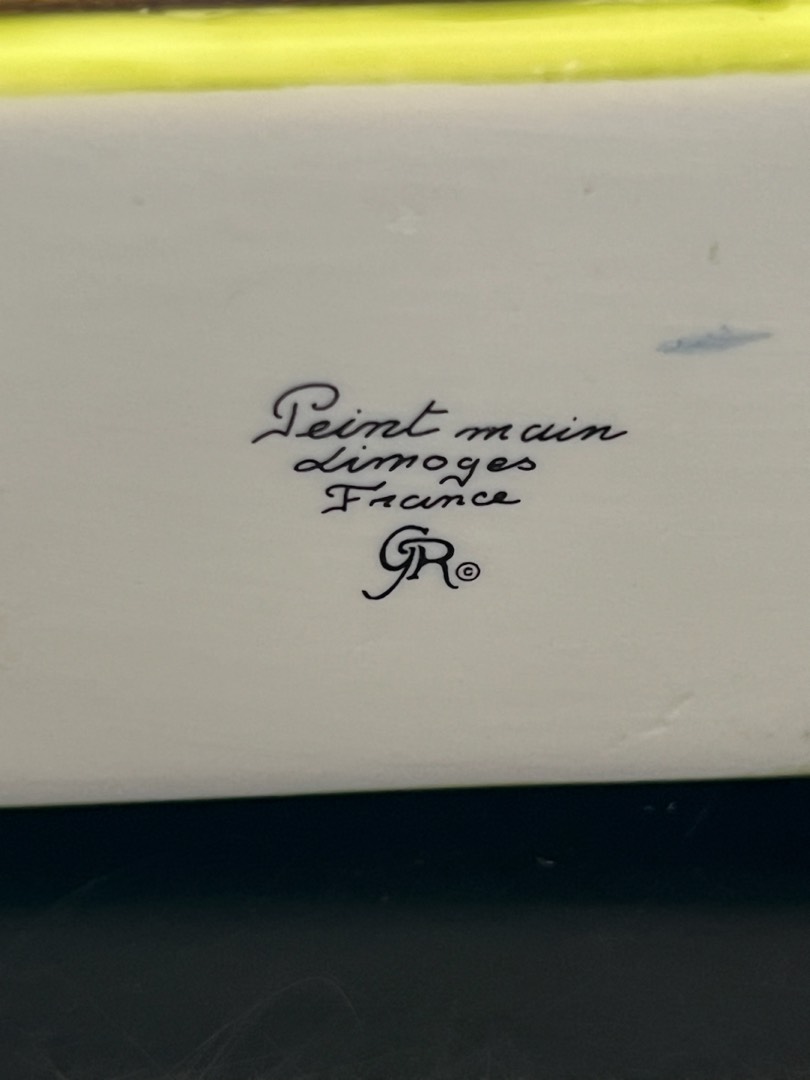 Peint main
Limoges
France
GR©